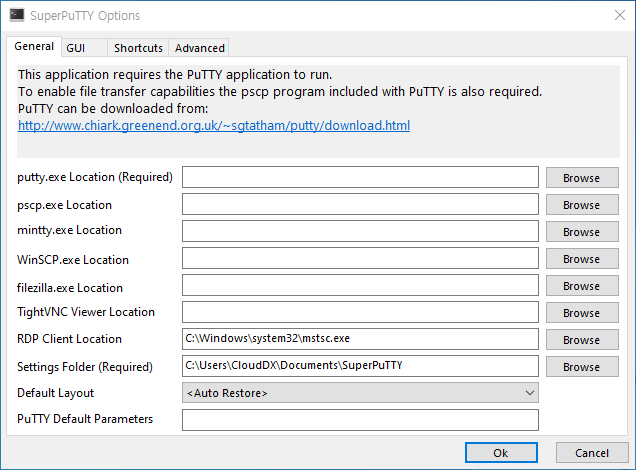 SuperPuTTY Options
General GUI Shortcuts Advanced
This application requires the PuTTY application to run.
To enable file transfer capabilities the pscp program included with PuTTY is also required.
PuTTY can be downloaded from:
http://www.chiark.greenend.org.uk/~sgtatham/putty/download.html
putty.exe Location (Required) Browse
pscp.exe Location Browse
mintty.exe Location Browse
WinSCP.exe Location Browse
filezilla.exe Location Browse
TightVNC Viewer Location Browse
RDP Client Location C:\Windows\system32\mstsc.exe Browse
Settings Folder (Required) C:\Users\CloudDX\Documents\SuperPuTTY Browse
Default Layout <Auto Restore>
PuTTY Default Parameters
Ok Cancel